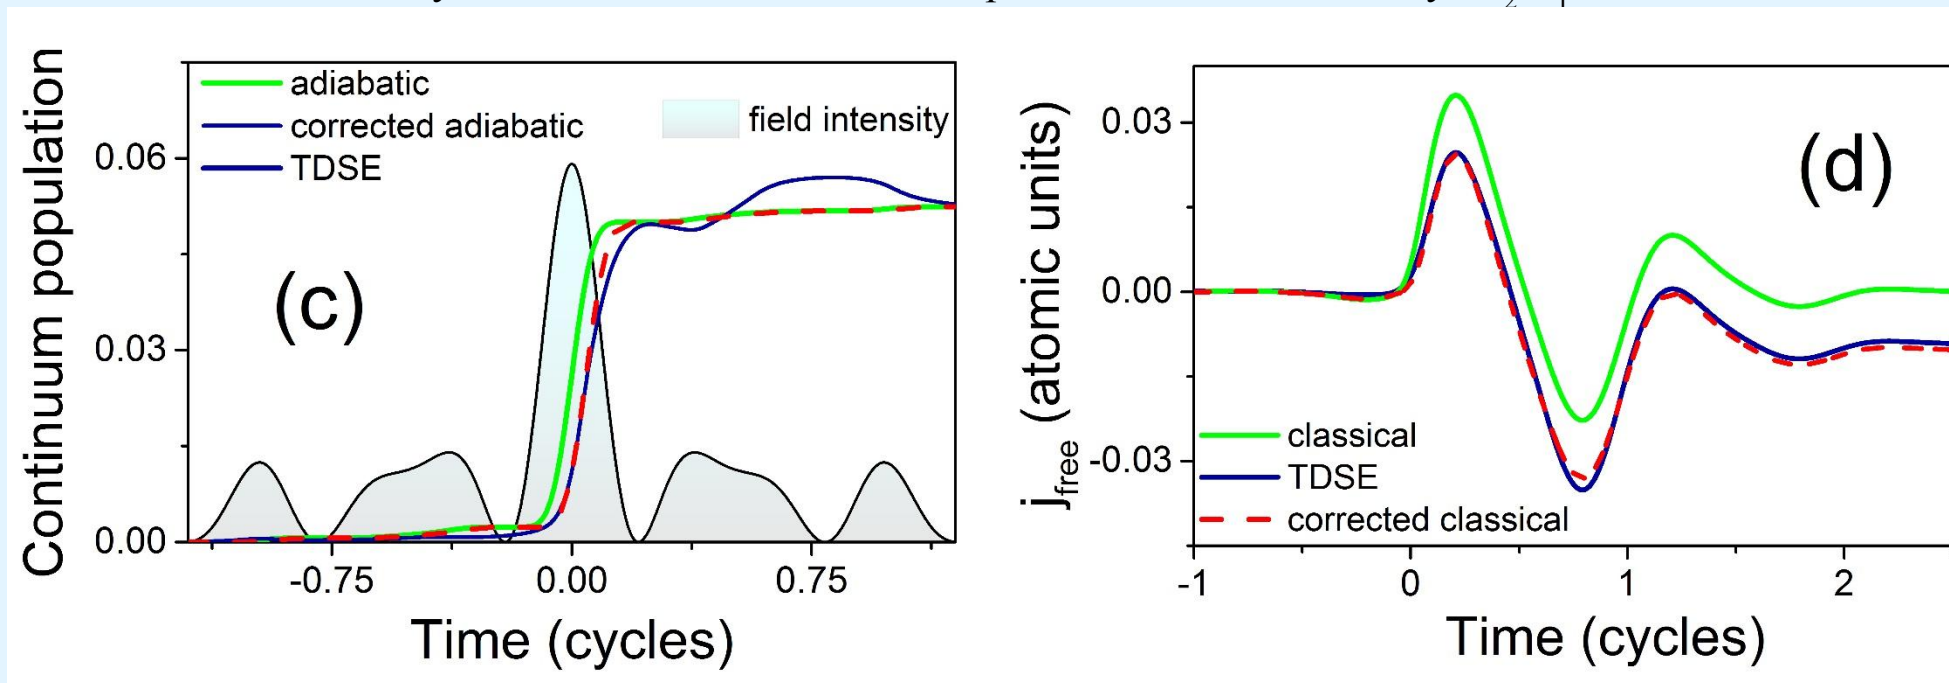 Continuum population
adiabatic
corrected adiabatic
TDSE
field intensity
(c)
0.06
0.03
0.00
-0.75
0.00
0.75
Time (cycles)
j_free (atomic units)
(d)
0.03
0.00
-0.03
classical
TDSE
corrected classical
-1
0
1
2
Time (cycles)